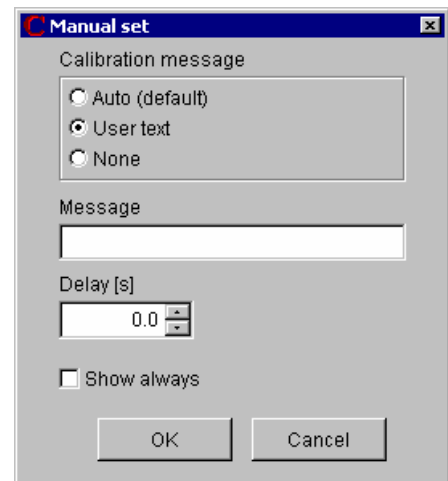 Manual set
Calibration message
Auto (default)
User text
None
Message
Delay [s]
0.0
Show always
OK
Cancel